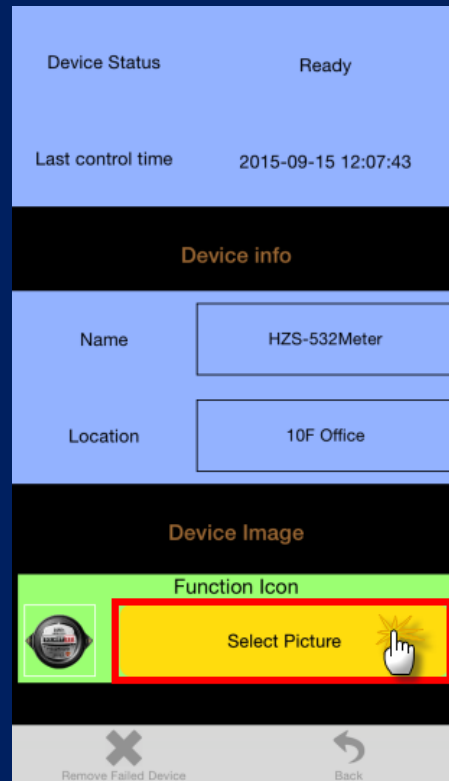 Device Status Ready
Last control time 2015-09-15 12:07:43
Device info
Name HZS-532Meter
Location 10F Office
Device Image
Function Icon
Select Picture
Remove Failed Device Back